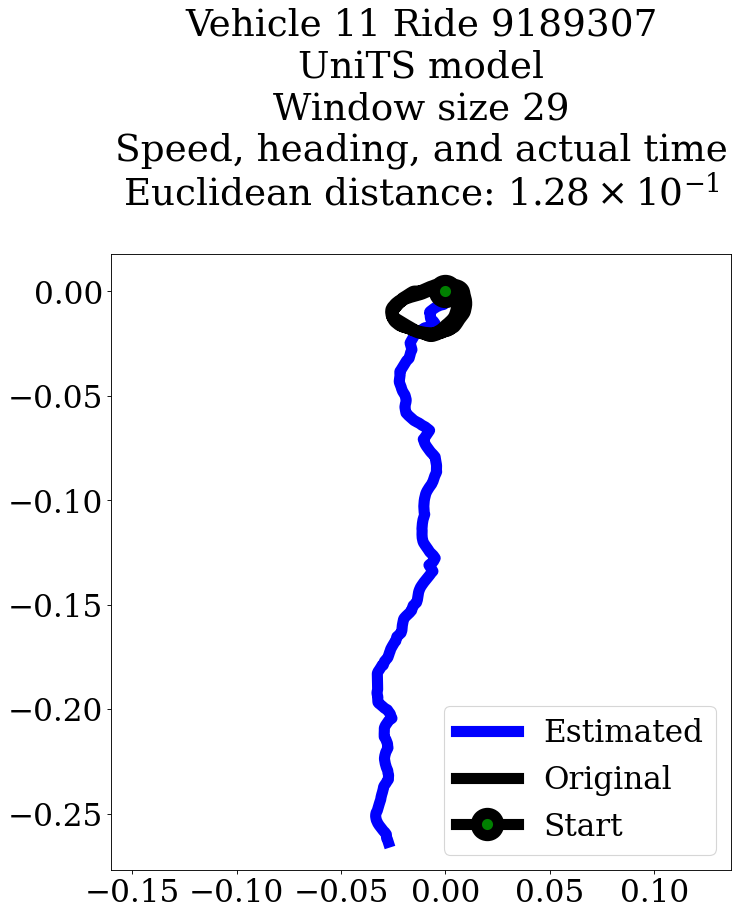 Vehicle 11 Ride 9189307
UniTS model
Window size 29
Speed, heading, and actual time
Euclidean distance: 1.28 × 10⁻¹
0.00
−0.05
−0.10
−0.15
−0.20
−0.25
−0.15 −0.10 −0.05 0.00 0.05 0.10
Estimated
Original
Start